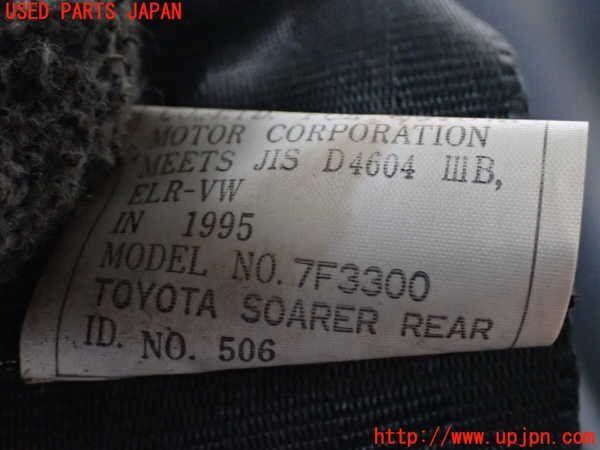 USED PARTS JAPAN
MOTOR CORPORATION
MEETS JIS D4604 IIIB,
ELR-VW
IN 1995
MODEL NO. 7F3300
TOYOTA SOARER REAR
ID. NO. 506
http://www.upjpn.com/